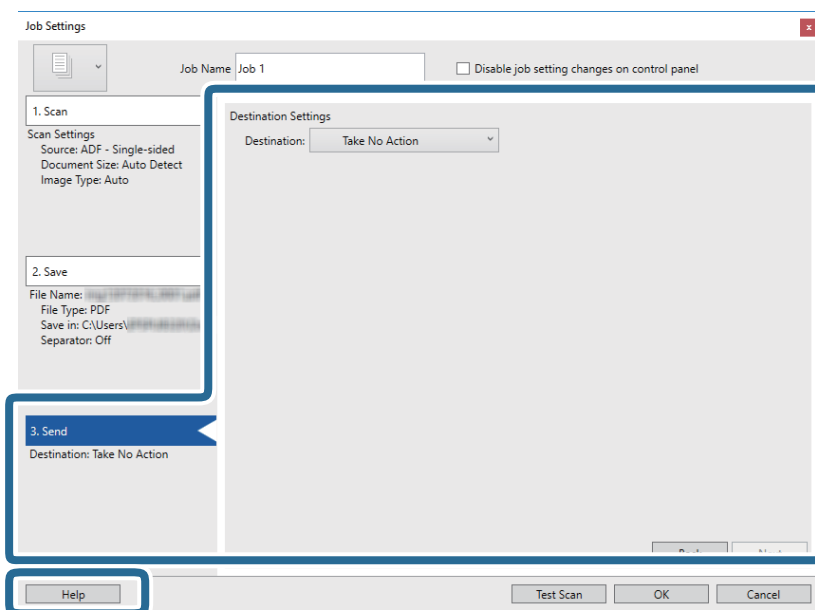 Job Settings
x
Job Name Job 1
Disable job setting changes on control panel
1. Scan
Scan Settings
Source: ADF - Single-sided
Document Size: Auto Detect
Image Type: Auto
Destination Settings
Destination: Take No Action
2. Save
File Name:
File Type: PDF
Save in: C:\Users\
Separator: Off
3. Send
Destination: Take No Action
Help
Test Scan
OK
Cancel